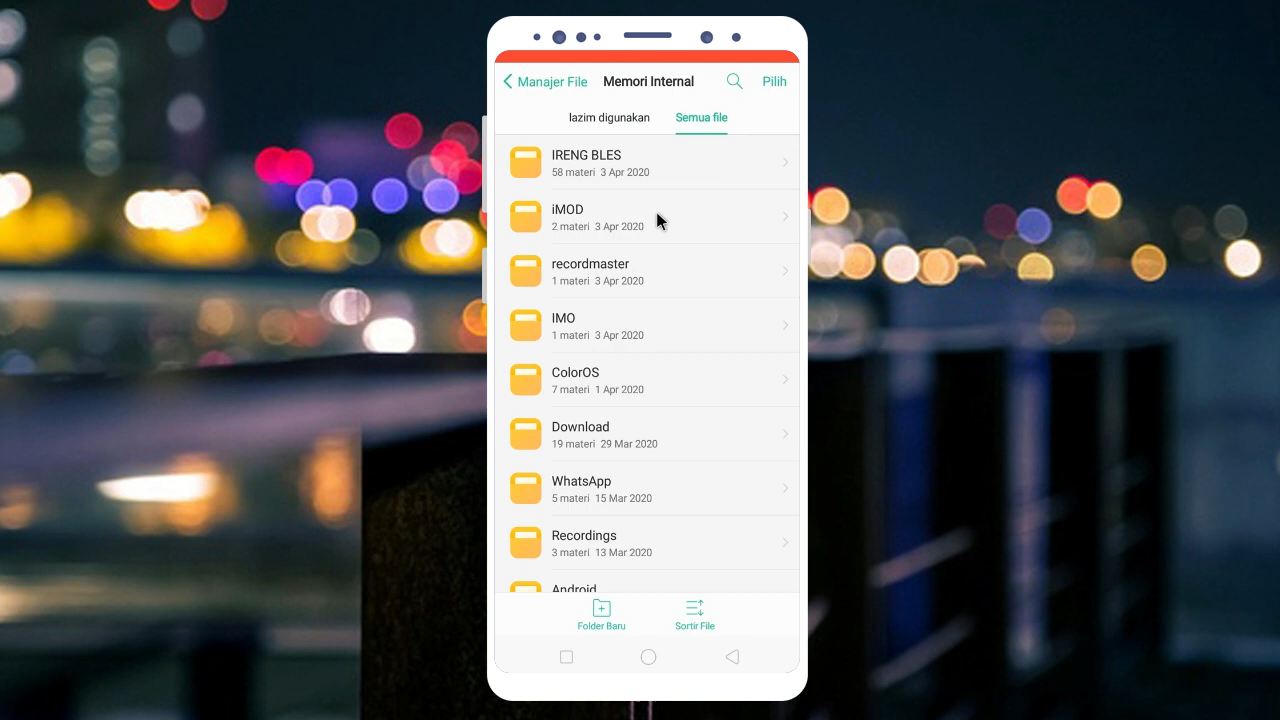 Manajer File
Memori Internal
Pilih
lazim digunakan
Semua file
IRENG BLES
58 materi 3 Apr 2020
iMOD
2 materi 3 Apr 2020
recordmaster
1 materi 3 Apr 2020
IMO
1 materi 3 Apr 2020
ColorOS
7 materi 1 Apr 2020
Download
19 materi 29 Mar 2020
WhatsApp
5 materi 15 Mar 2020
Recordings
3 materi 13 Mar 2020
Android
Folder Baru
Sortir File